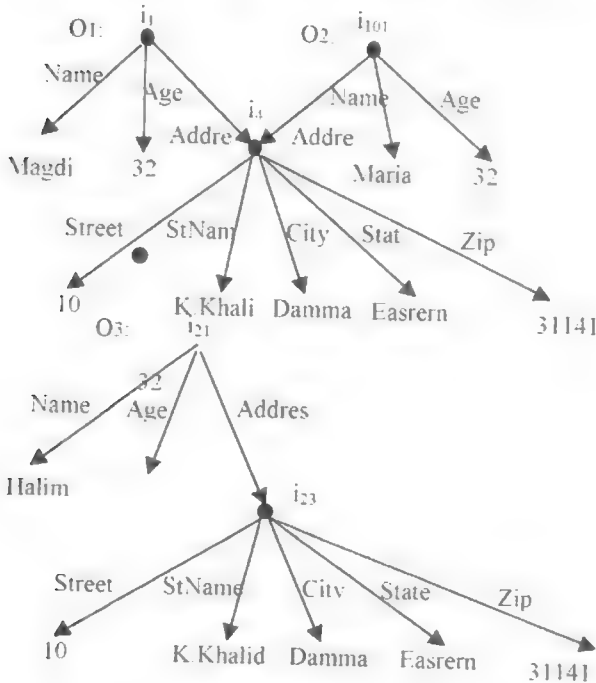 O1: i1 O2: i101
Name Age Name Age
Magdi 32 Addre i4 Addre Maria 32
Street StNam City Stat Zip
10 K.Khali Damma Easrern 31141
O3: i21
Name 32 Age Addres
Halim
i23
Street StName City State Zip
10 K.Khalid Damma Easrern 31141